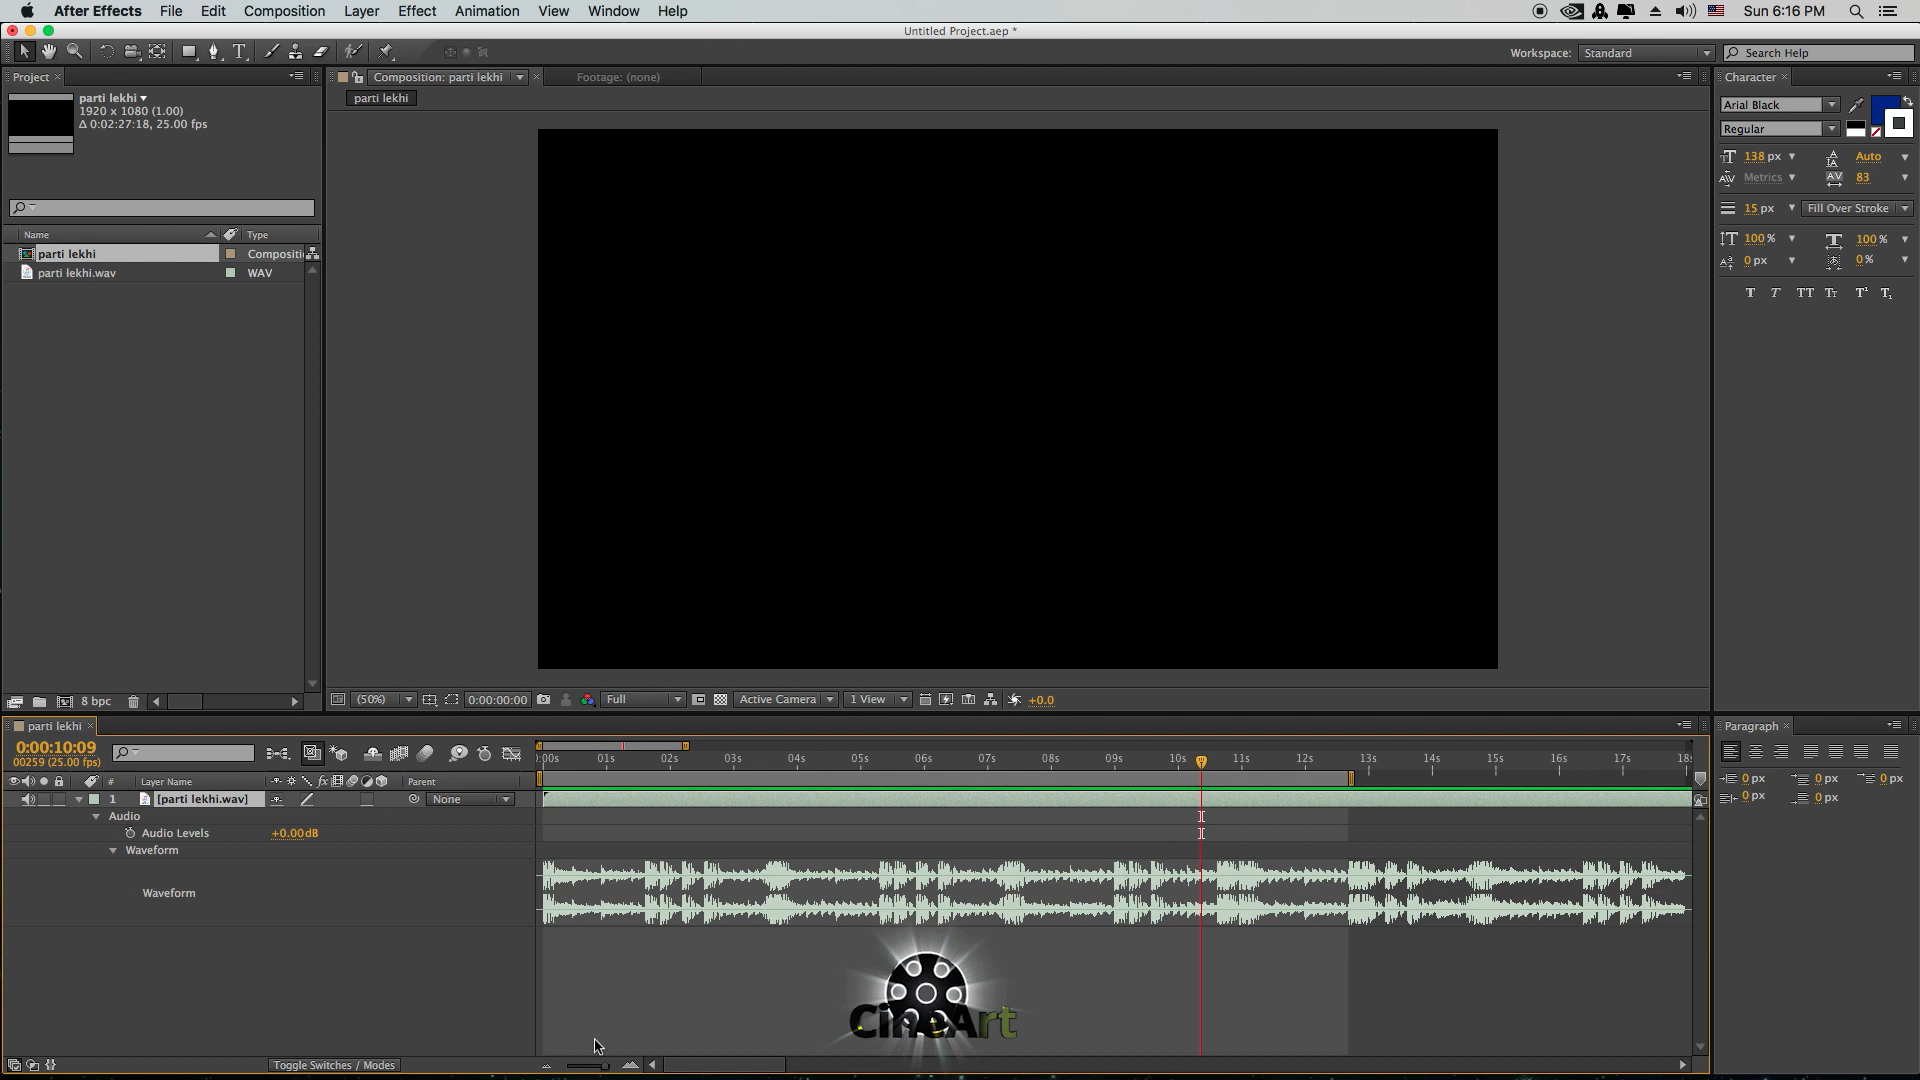 After Effects File Edit Composition Layer Effect Animation View Window Help
Sun 6:16 PM
Untitled Project.aep *
Workspace: Standard
Search Help
Project
Composition: parti lekhi
Footage: (none)
Character
parti lekhi
1920 x 1080 (1.00)
Δ 0:02:27:18, 25.00 fps
parti lekhi
Arial Black
Regular
138 px
Auto
Metrics
83
15 px
Fill Over Stroke
100 %
100 %
0 px
0 %
Name
Type
parti lekhi
Compositi
parti lekhi.wav
WAV
8 bpc
(50%)
0:00:00:00
Full
Active Camera
1 View
+0.0
parti lekhi
Paragraph
0:00:10:09
00259 (25.00 fps)
):00s 01s 02s 03s 04s 05s 06s 07s 08s 09s 10s 11s 12s 13s 14s 15s 16s 17s 18s
# Layer Name
Parent
1 [parti lekhi.wav]
None
Audio
Audio Levels
+0.00 dB
Waveform
Waveform
0 px
0 px
0 px
0 px
0 px
CineArt
Toggle Switches / Modes